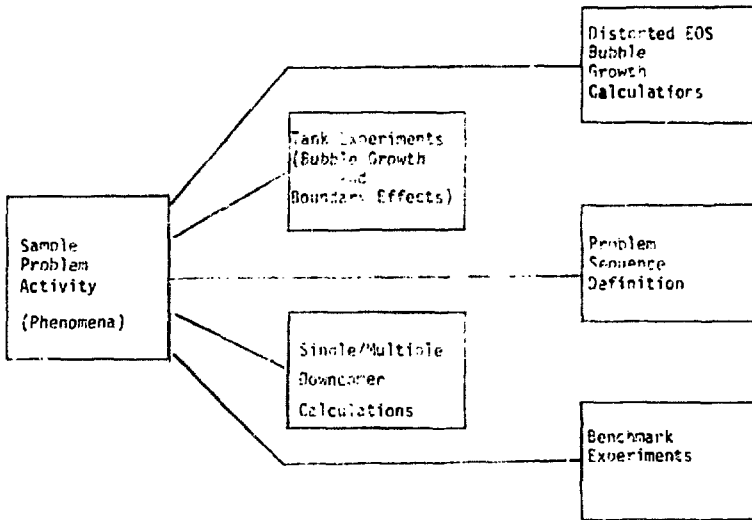 Distorted EOS
Bubble
Growth
Calculations
Tank Experiments
(Bubble Growth
and
Boundary Effects)
Sample
Problem
Activity
(Phenomena)
Problem
Sequence
Definition
Single/Multiple
Downcomer
Calculations
Benchmark
Experiments